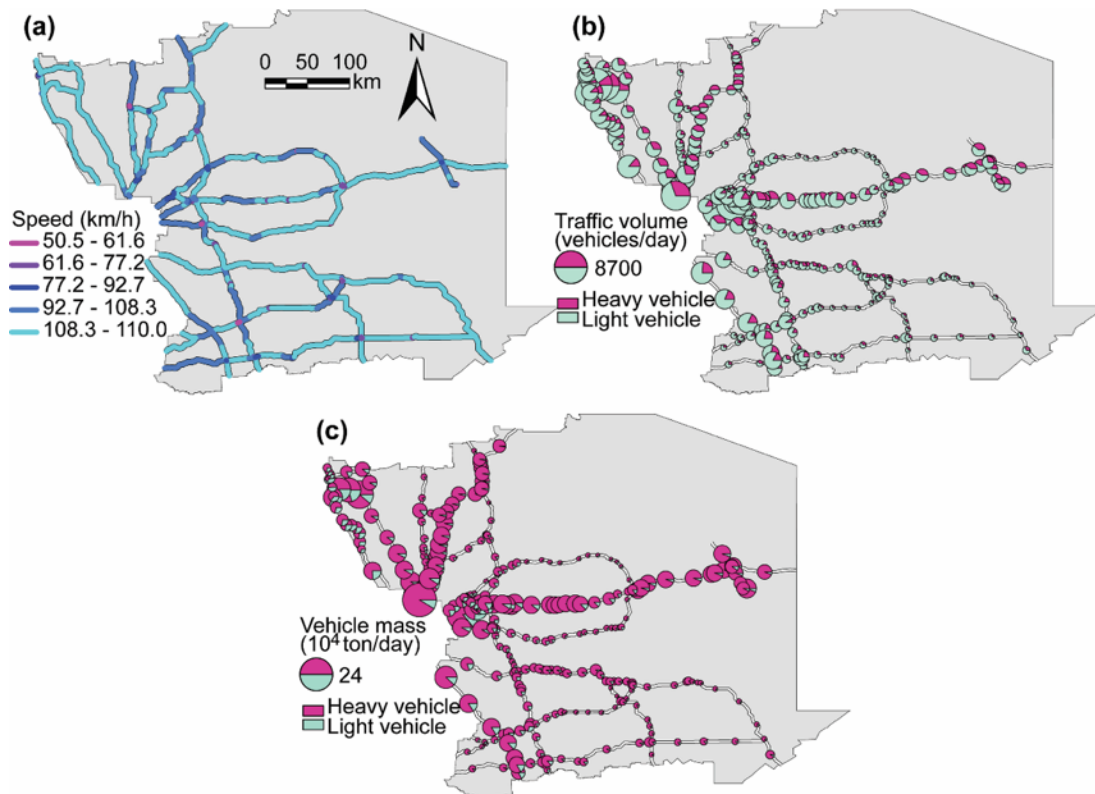 (a)
0 50 100
km
N
Speed (km/h)
50.5 - 61.6
61.6 - 77.2
77.2 - 92.7
92.7 - 108.3
108.3 - 110.0
(b)
Traffic volume
(vehicles/day)
8700
Heavy vehicle
Light vehicle
(c)
Vehicle mass
(10⁴ ton/day)
24
Heavy vehicle
Light vehicle